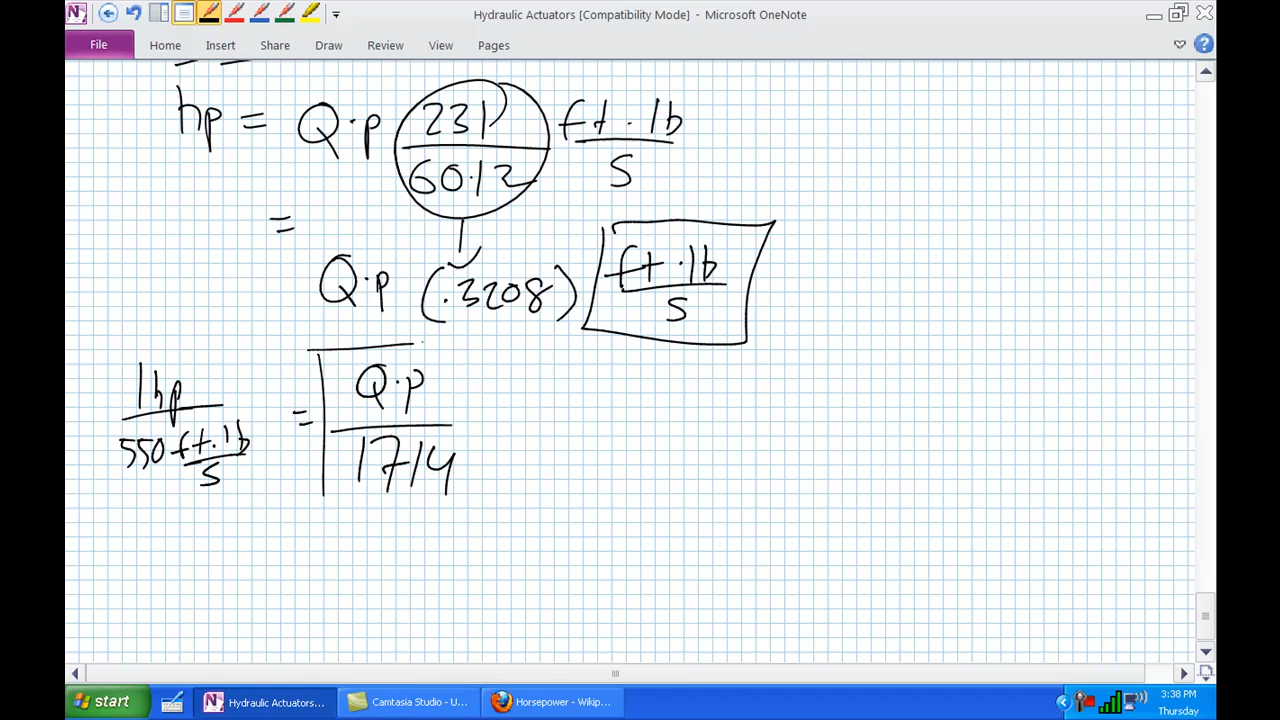 Hydraulic Actuators [Compatibility Mode] - Microsoft OneNote
File Home Insert Share Draw Review View Pages
hp = Q·p 231/60·12 ft·lb/s
=
Q·p (.3208) ft·lb/s
1hp/550 ft·lb/s = Q·p/1714
start Hydraulic Actuators... Camtasia Studio - U... Horsepower - Wikip... 3:38 PM
Thursday